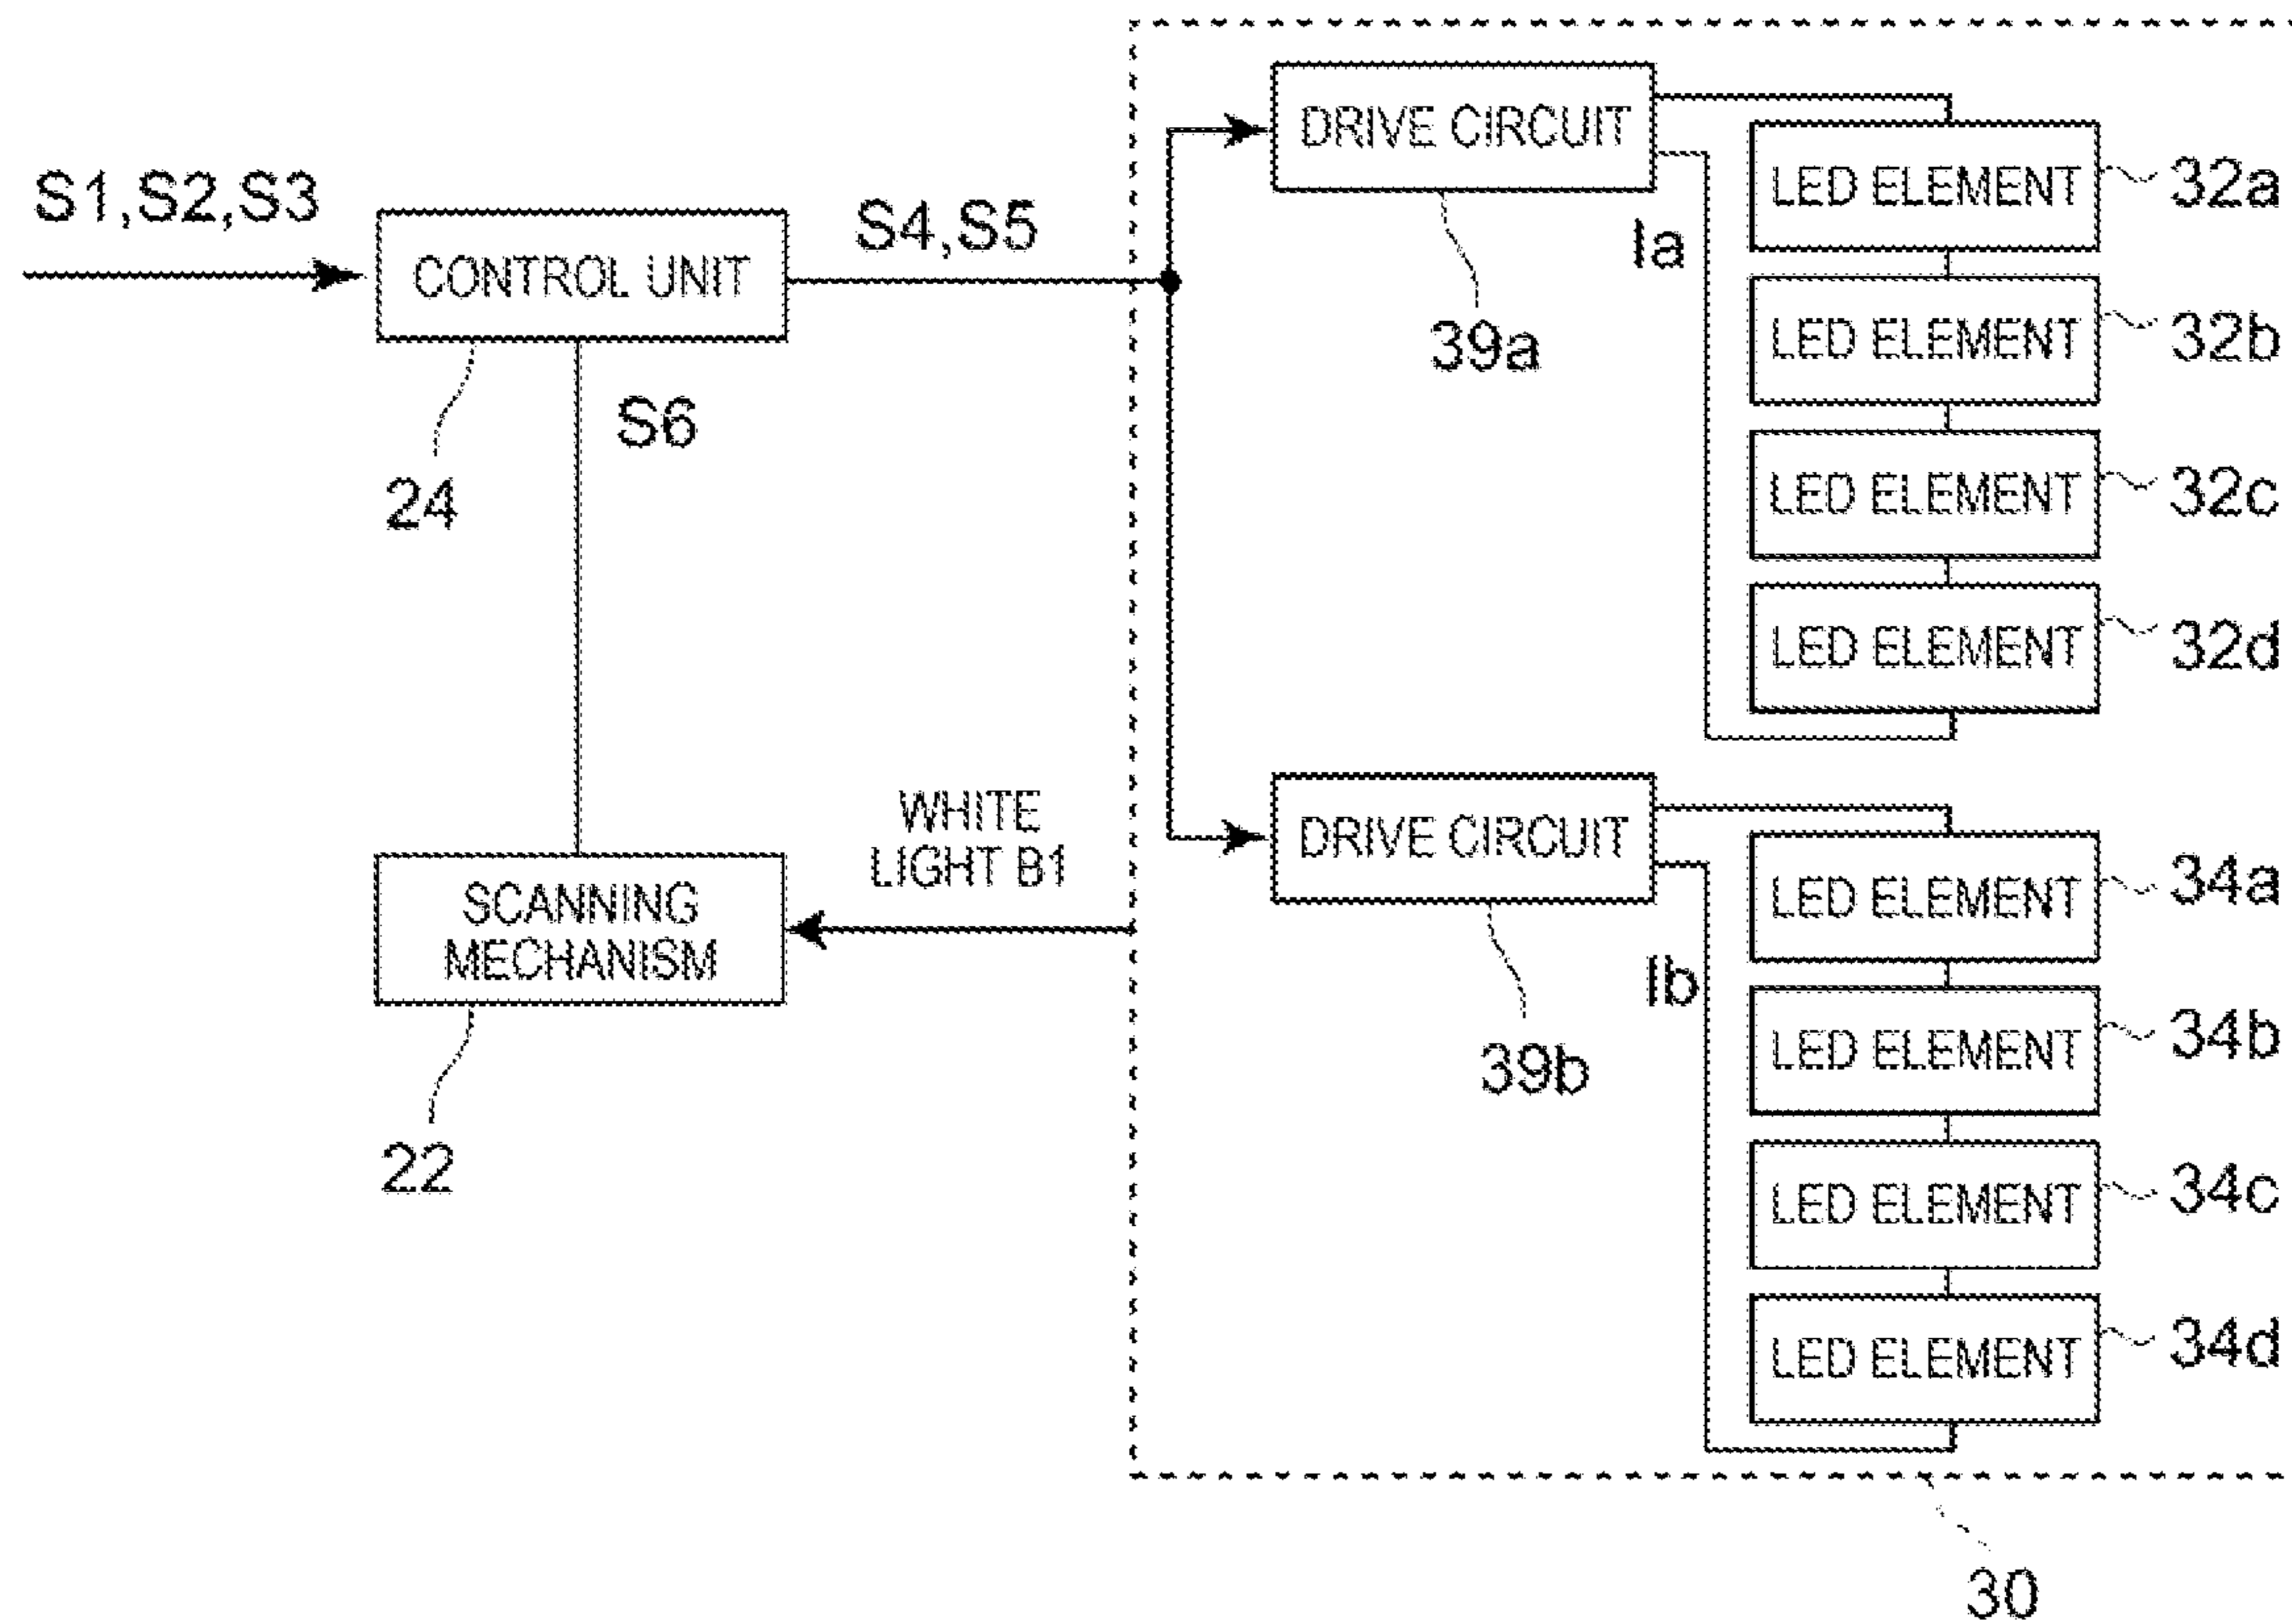 S1,S2,S3
CONTROL UNIT
24
S4,S5
S6
SCANNING
MECHANISM
22
WHITE
LIGHT B1
DRIVE CIRCUIT
39a
Ia
LED ELEMENT
32a
LED ELEMENT
32b
LED ELEMENT
32c
LED ELEMENT
32d
DRIVE CIRCUIT
39b
Ib
LED ELEMENT
34a
LED ELEMENT
34b
LED ELEMENT
34c
LED ELEMENT
34d
30